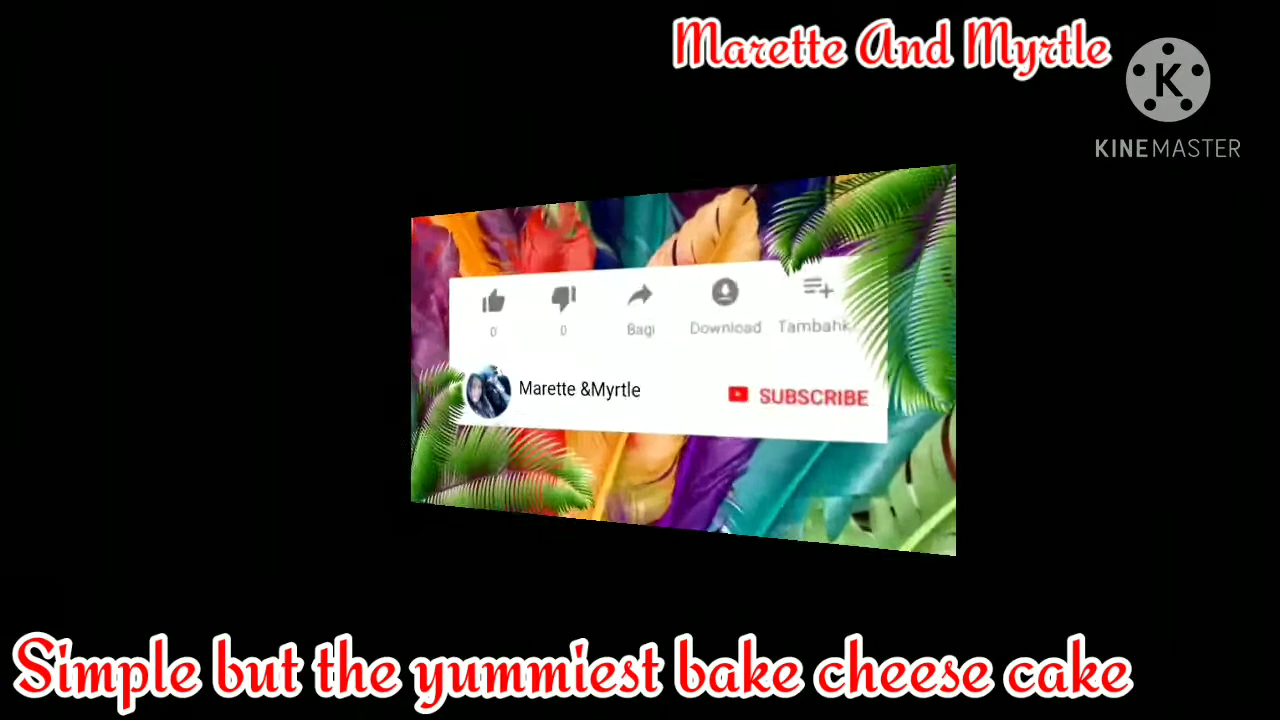 Marette And Myrtle
K
KINEMASTER
0 0 Bagi Download
Marette &Myrtle SUBSCRIBE
Simple but the yummiest bake cheese cake